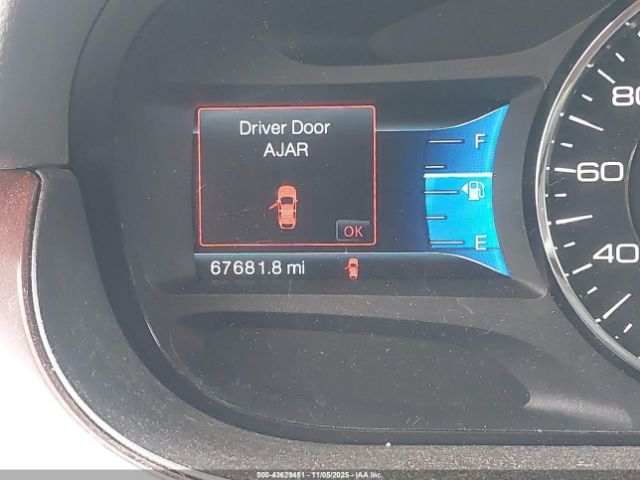 Driver Door
AJAR
OK
67681.8 mi
F
E
80
60
40
000-43629451 - 11/05/2025 - IAA Inc.